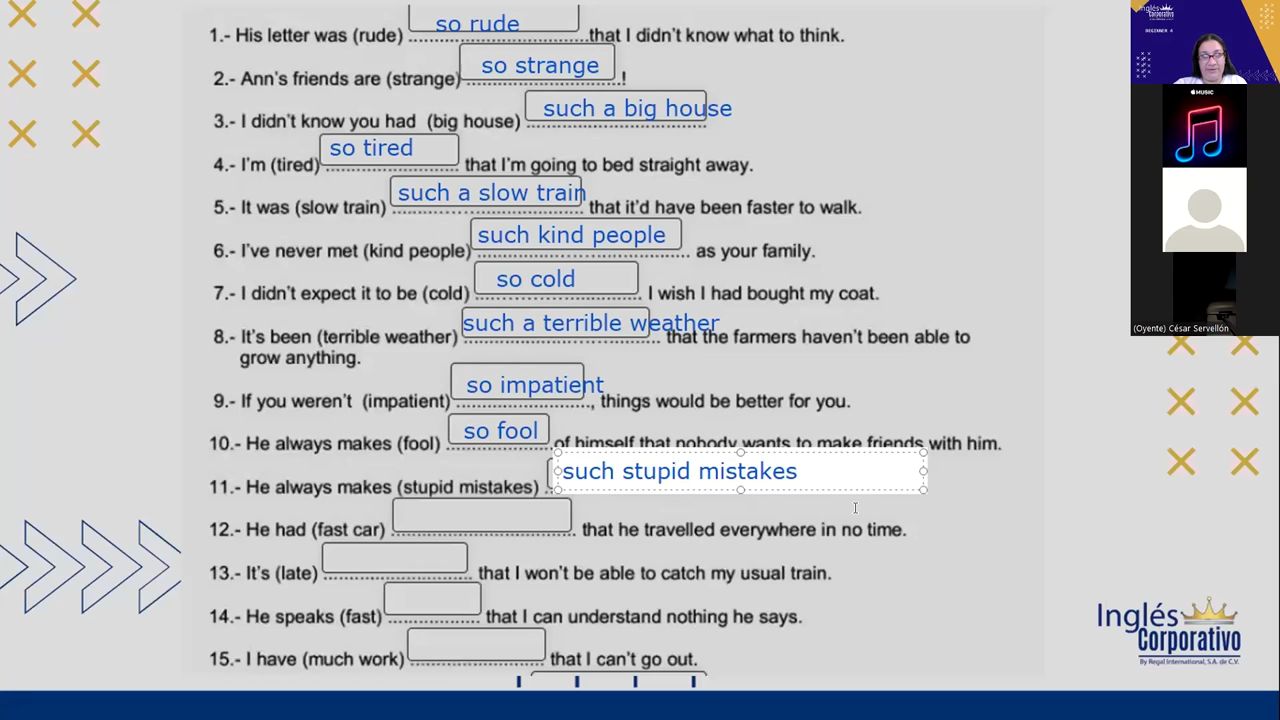 1.- His letter was (rude) so rude that I didn't know what to think.
2.- Ann's friends are (strange) so strange !
3.- I didn't know you had (big house) such a big house
4.- I'm (tired) so tired that I'm going to bed straight away.
5.- It was (slow train) such a slow train that it'd have been faster to walk.
6.- I've never met (kind people) such kind people as your family.
7.- I didn't expect it to be (cold) so cold I wish I had bought my coat.
8.- It's been (terrible weather) such a terrible weather that the farmers haven't been able to
grow anything.
9.- If you weren't (impatient) so impatient, things would be better for you.
10.- He always makes (fool) so fool of himself that nobody wants to make friends with him.
11.- He always makes (stupid mistakes) such stupid mistakes
12.- He had (fast car) that he travelled everywhere in no time.
13.- It's (late) that I won't be able to catch my usual train.
14.- He speaks (fast) that I can understand nothing he says.
15.- I have (much work) that I can't go out.
Inglés
Corporativo
BEGINNER 4
MUSIC
(Oyente) César Servellón
Inglés
Corporativo
By Regal International, S.A. de C.V.